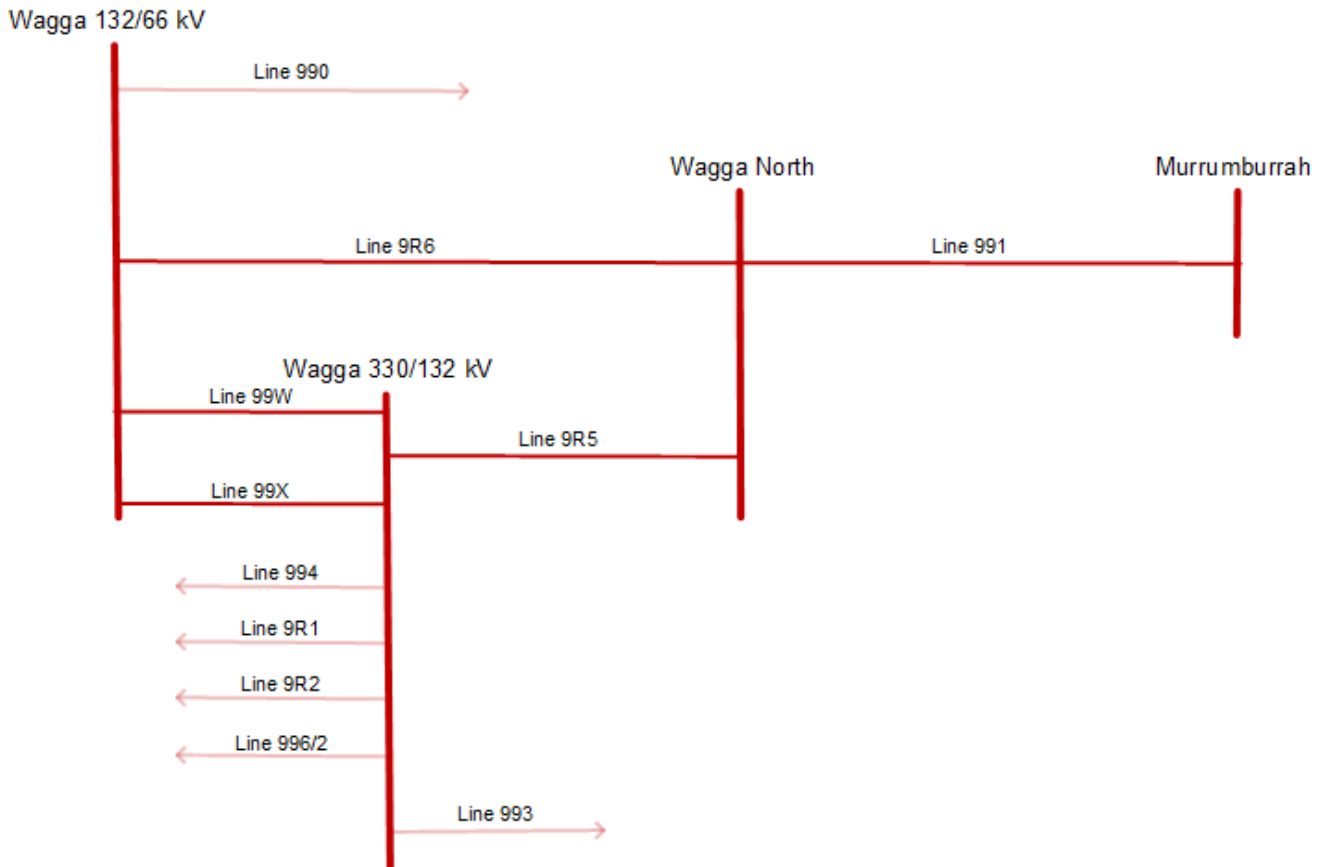 Wagga 132/66 kV
Line 990
Wagga North
Murrumburrah
Line 9R6
Line 991
Wagga 330/132 kV
Line 99W
Line 9R5
Line 99X
Line 994
Line 9R1
Line 9R2
Line 996/2
Line 993